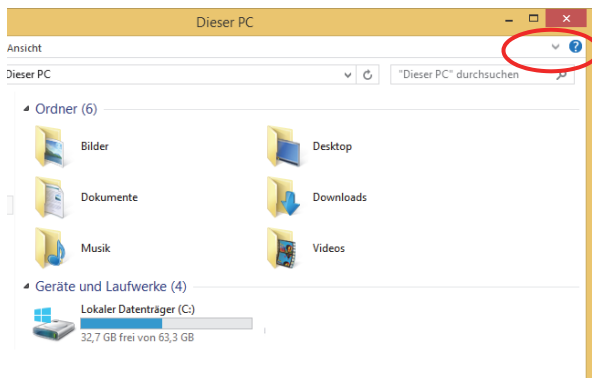 Dieser PC
Ansicht
?
Dieser PC
"Dieser PC" durchsuchen
Ordner (6)
Bilder
Desktop
Dokumente
Downloads
Musik
Videos
Geräte und Laufwerke (4)
Lokaler Datenträger (C:)
32,7 GB frei von 63,3 GB